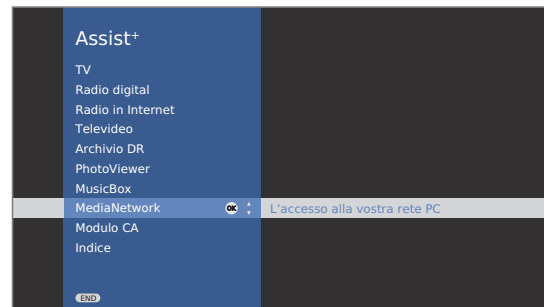 Assist+
TV
Radio digital
Radio in Internet
Televideo
Archivio DR
PhotoViewer
MusicBox
MediaNetwork OK L'accesso alla vostra rete PC
Modulo CA
Indice
END